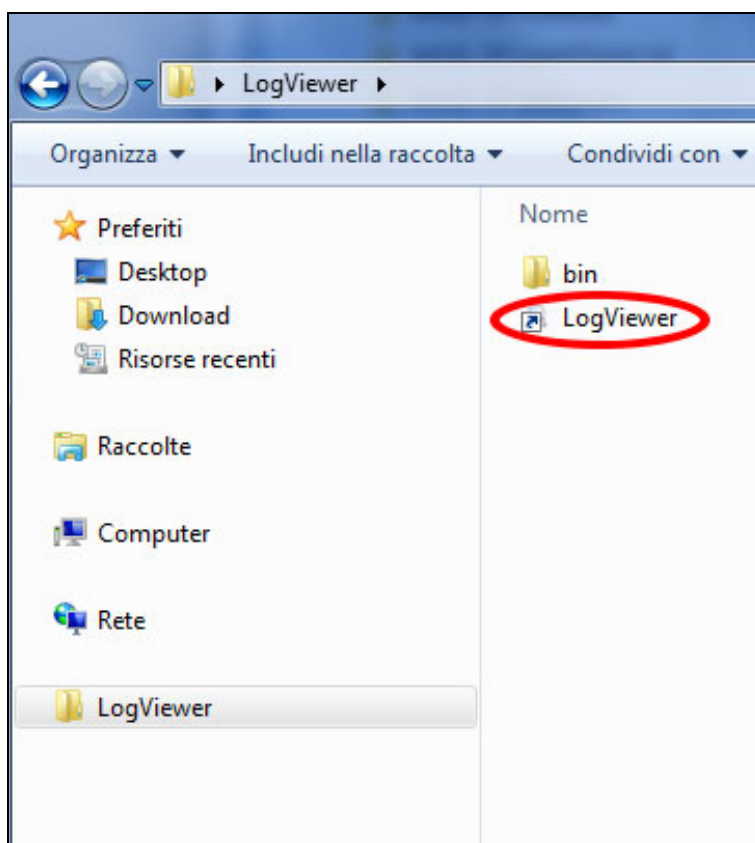 LogViewer
Organizza Includi nella raccolta Condividi con
Preferiti
Desktop
Download
Risorse recenti
Raccolte
Computer
Rete
LogViewer
Nome
bin
LogViewer